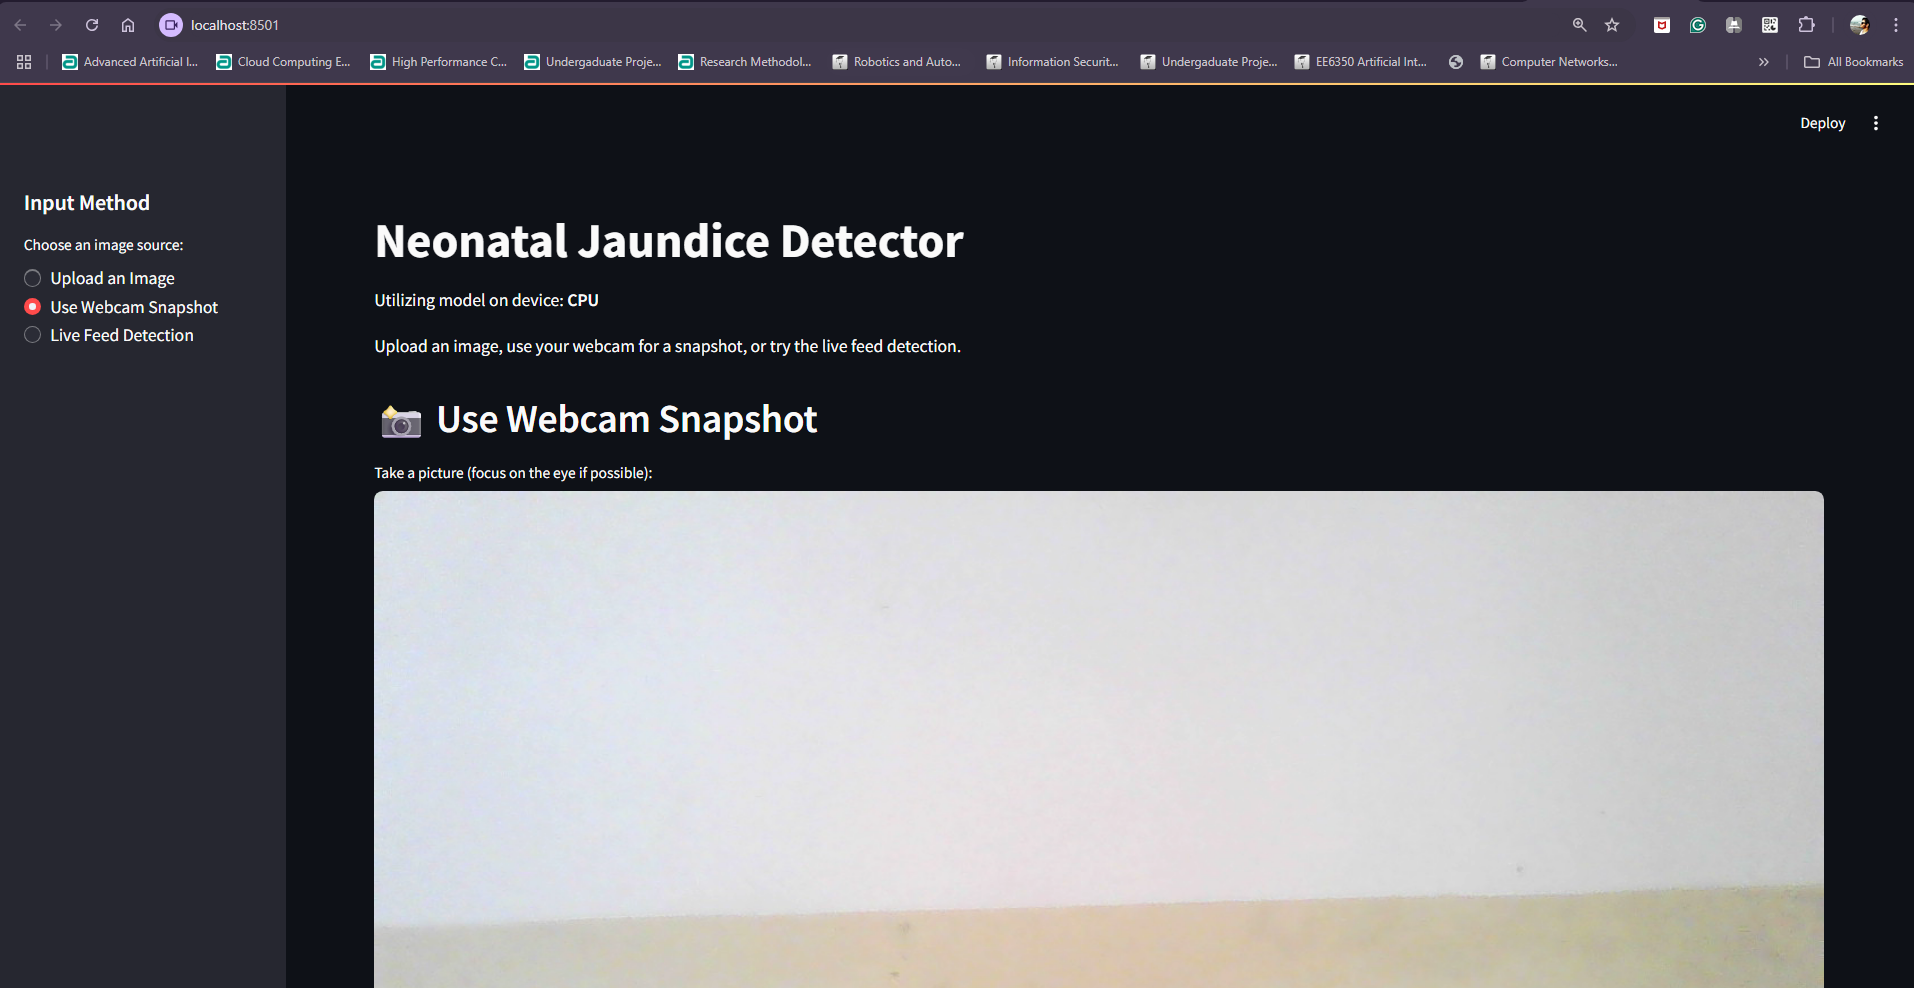 localhost:8501
Advanced Artificial I...
Cloud Computing E...
High Performance C...
Undergaduate Proje...
Research Methodol...
Robotics and Auto...
Information Securit...
Undergaduate Proje...
EE6350 Artificial Int...
Computer Networks...
All Bookmarks
Deploy
Input Method
Choose an image source:
Upload an Image
Use Webcam Snapshot
Live Feed Detection
Neonatal Jaundice Detector
Utilizing model on device: CPU
Upload an image, use your webcam for a snapshot, or try the live feed detection.
Use Webcam Snapshot
Take a picture (focus on the eye if possible):